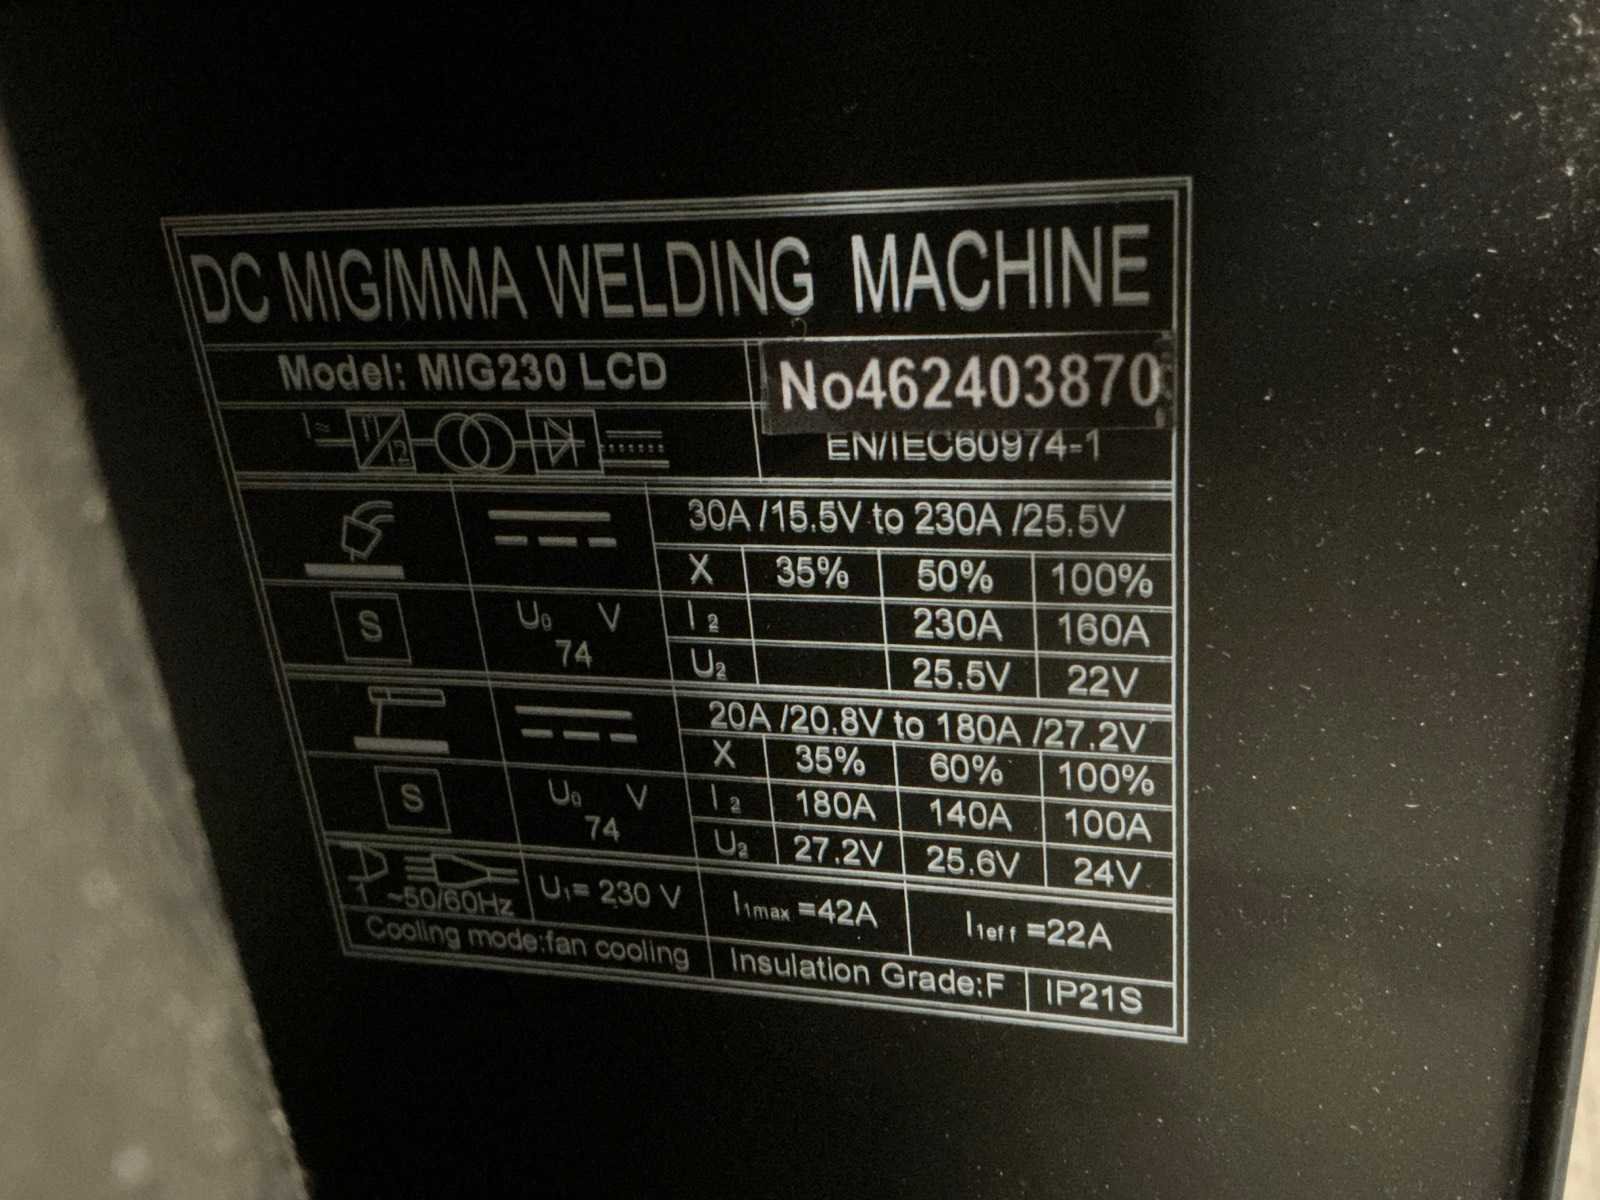 DC MIG/MMA WELDING MACHINE
Model: MIG230 LCD
No462403870
EN/IEC60974-1
30A /15.5V to 230A /25.5V
X 35% 50% 100%
S U0 V 74
I2 230A 160A
U2 25.5V 22V
20A /20.8V to 180A /27.2V
X 35% 60% 100%
S U0 V 74
I2 180A 140A 100A
U2 27.2V 25.6V 24V
1 ~50/60Hz U1= 230 V I1max =42A I1eff =22A
Cooling mode:fan cooling Insulation Grade:F IP21S